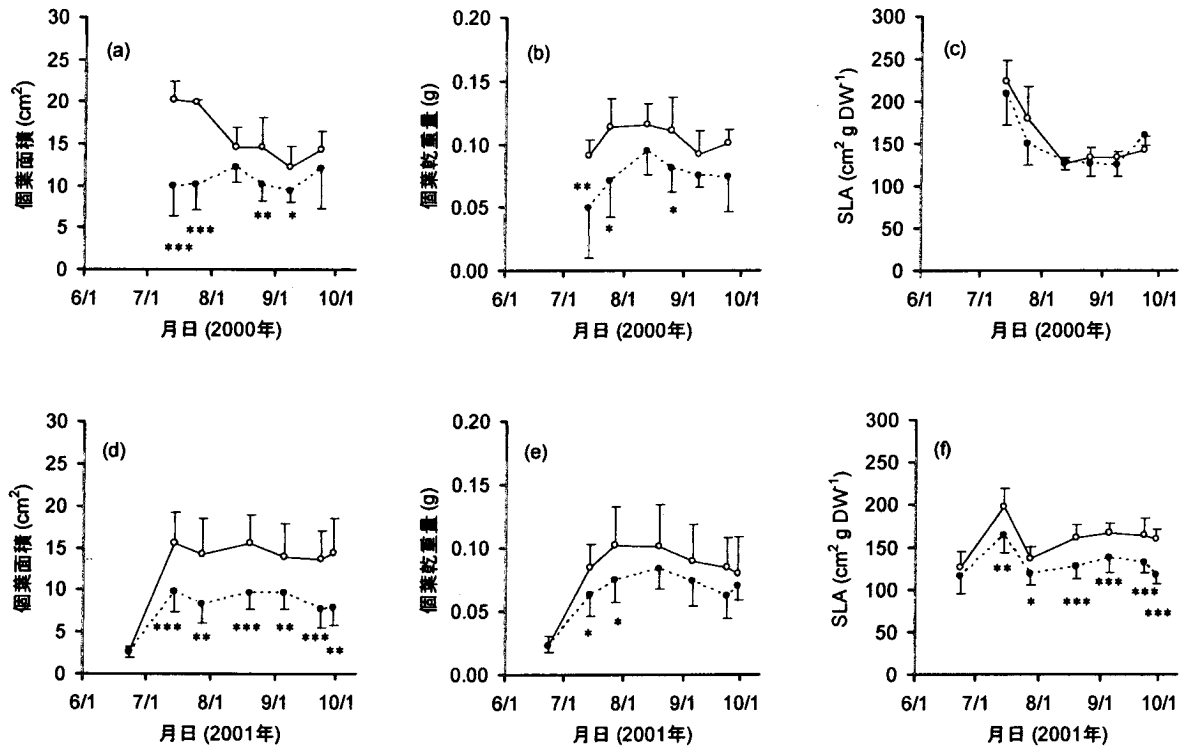 (a)
個葉面積 (cm²)
30
25
20
15
10
5
0
***
***
**
*
6/1 7/1 8/1 9/1 10/1
月日 (2000年)
(b)
個葉乾重量 (g)
0.20
0.15
0.10
0.05
0.00
**
*
*
6/1 7/1 8/1 9/1 10/1
月日 (2000年)
(c)
SLA (cm² g DW⁻¹)
300
250
200
150
100
50
0
6/1 7/1 8/1 9/1 10/1
月日 (2000年)
(d)
個葉面積 (cm²)
30
25
20
15
10
5
0
***
**
***
**
***
**
6/1 7/1 8/1 9/1 10/1
月日 (2001年)
(e)
個葉乾重量 (g)
0.20
0.15
0.10
0.05
0.00
*
*
6/1 7/1 8/1 9/1 10/1
月日 (2001年)
(f)
SLA (cm² g DW⁻¹)
300
250
200
150
100
50
0
**
*
***
***
***
***
6/1 7/1 8/1 9/1 10/1
月日 (2001年)